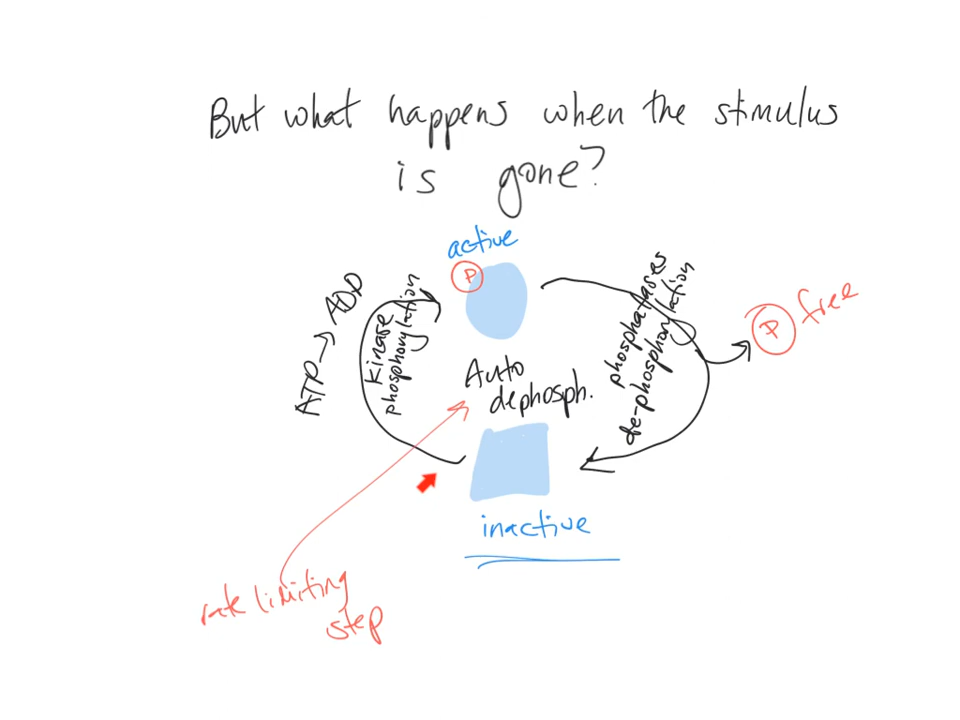 But what happens when the stimulus
is gone?
active
P
ATP → ADP
Kinase
phosphorylation
Auto
dephosph.
phosphatases
de-phosphorylation
P free
inactive
rate limiting
step